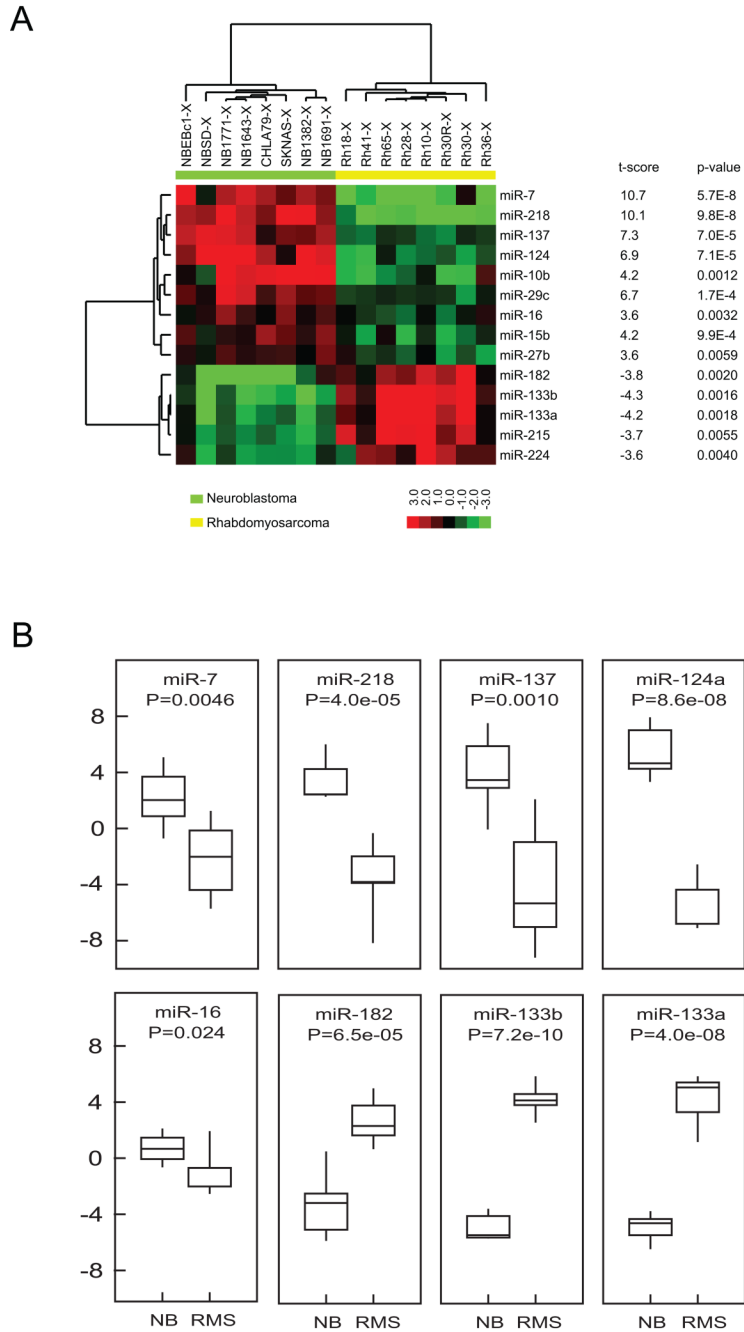 A
NBEBc1-X NBSD-X NB1771-X NB1643-X CHLA79-X SKNAS-X NB1382-X NB1691-X Rh18-X Rh41-X Rh65-X Rh28-X Rh10-X Rh30R-X Rh30-X Rh36-X
t-score p-value
miR-7 10.7 5.7E-8
miR-218 10.1 9.8E-8
miR-137 7.3 7.0E-5
miR-124 6.9 7.1E-5
miR-10b 4.2 0.0012
miR-29c 6.7 1.7E-4
miR-16 3.6 0.0032
miR-15b 4.2 9.9E-4
miR-27b 3.6 0.0059
miR-182 -3.8 0.0020
miR-133b -4.3 0.0016
miR-133a -4.2 0.0018
miR-215 -3.7 0.0055
miR-224 -3.6 0.0040
Neuroblastoma
Rhabdomyosarcoma
3.0 2.0 1.0 0.0 -1.0 -2.0 -3.0
B
miR-7 miR-218 miR-137 miR-124a
P=0.0046 P=4.0e-05 P=0.0010 P=8.6e-08
8
4
0
-4
-8
miR-16 miR-182 miR-133b miR-133a
P=0.024 P=6.5e-05 P=7.2e-10 P=4.0e-08
8
4
0
-4
-8
NB RMS NB RMS NB RMS NB RMS